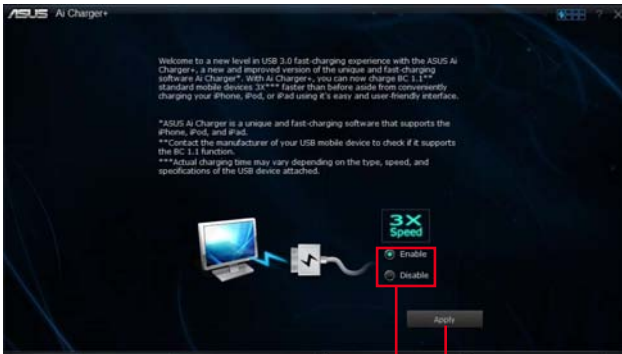 ASUS Ai Charger+
Welcome to a new level in USB 3.0 fast-charging experience with the ASUS Ai
Charger+, a new and improved version of the unique and fast-charging
software Ai Charger*. With Ai Charger+, you can now charge BC 1.1**
standard mobile devices 3X*** faster than before aside from conveniently
charging your iPhone, iPod, or iPad using it's easy and user-friendly interface.
*ASUS Ai Charger is a unique and fast-charging software that supports the
iPhone, iPod, and iPad.
**Contact the manufacturer of your USB mobile device to check if it supports
the BC 1.1 function.
***Actual charging time may vary depending on the type, speed, and
specifications of the USB device attached.
3X
Speed
Enable
Disable
Apply